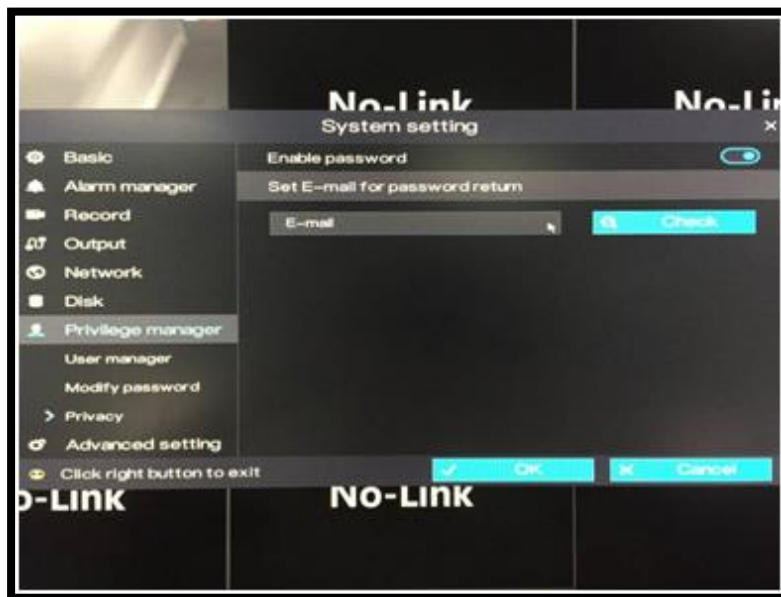 No-Link
No-Li
System setting
×
Basic
Enable password
Alarm manager
Set E-mail for password return
Record
E-mail
Check
Output
Network
Disk
Privilege manager
User manager
Modify password
> Privacy
Advanced setting
Click right button to exit
OK
Cancel
o-Link
No-Link